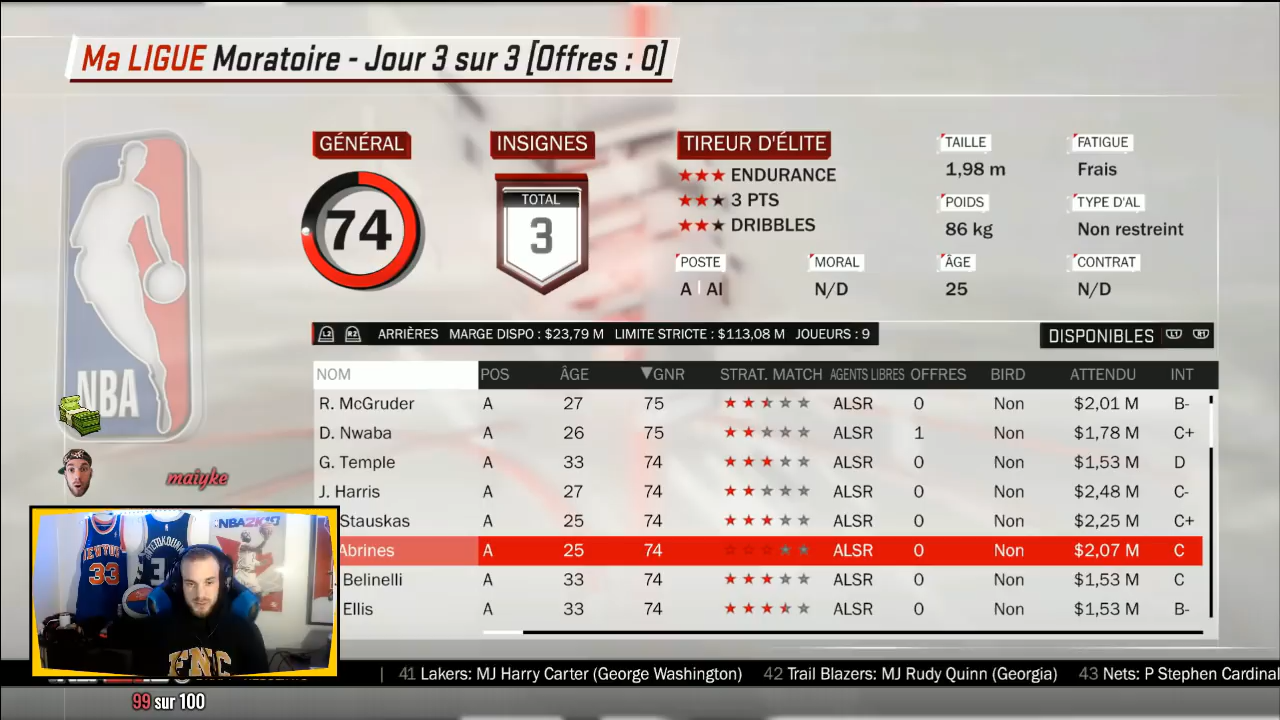 Ma LIGUE Moratoire - Jour 3 sur 3 [Offres : 0]
GÉNÉRAL
74
INSIGNES
TOTAL
3
TIREUR D'ÉLITE
ENDURANCE
3 PTS
DRIBBLES
POSTE
A | AI
MORAL
N/D
TAILLE
1,98 m
FATIGUE
Frais
POIDS
86 kg
TYPE D'AL
Non restreint
ÂGE
25
CONTRAT
N/D
NBA
L2 R2 ARRIÈRES MARGE DISPO : $23,79 M LIMITE STRICTE : $113,08 M JOUEURS : 9
DISPONIBLES
NOM POS ÂGE GNR STRAT. MATCH AGENTS LIBRES OFFRES BIRD ATTENDU INT
R. McGruder A 27 75 ALSR 0 Non $2,01 M B-
D. Nwaba A 26 75 ALSR 1 Non $1,78 M C+
G. Temple A 33 74 ALSR 0 Non $1,53 M D
J. Harris A 27 74 ALSR 0 Non $2,48 M C-
Stauskas A 25 74 ALSR 0 Non $2,25 M C+
Abrines A 25 74 ALSR 0 Non $2,07 M C
Belinelli A 33 74 ALSR 0 Non $1,53 M C
Ellis A 33 74 ALSR 0 Non $1,53 M B-
maiyke
NBA2K19
33
3
41 Lakers: MJ Harry Carter (George Washington) 42 Trail Blazers: MJ Rudy Quinn (Georgia) 43 Nets: P Stephen Cardinal
99 sur 100